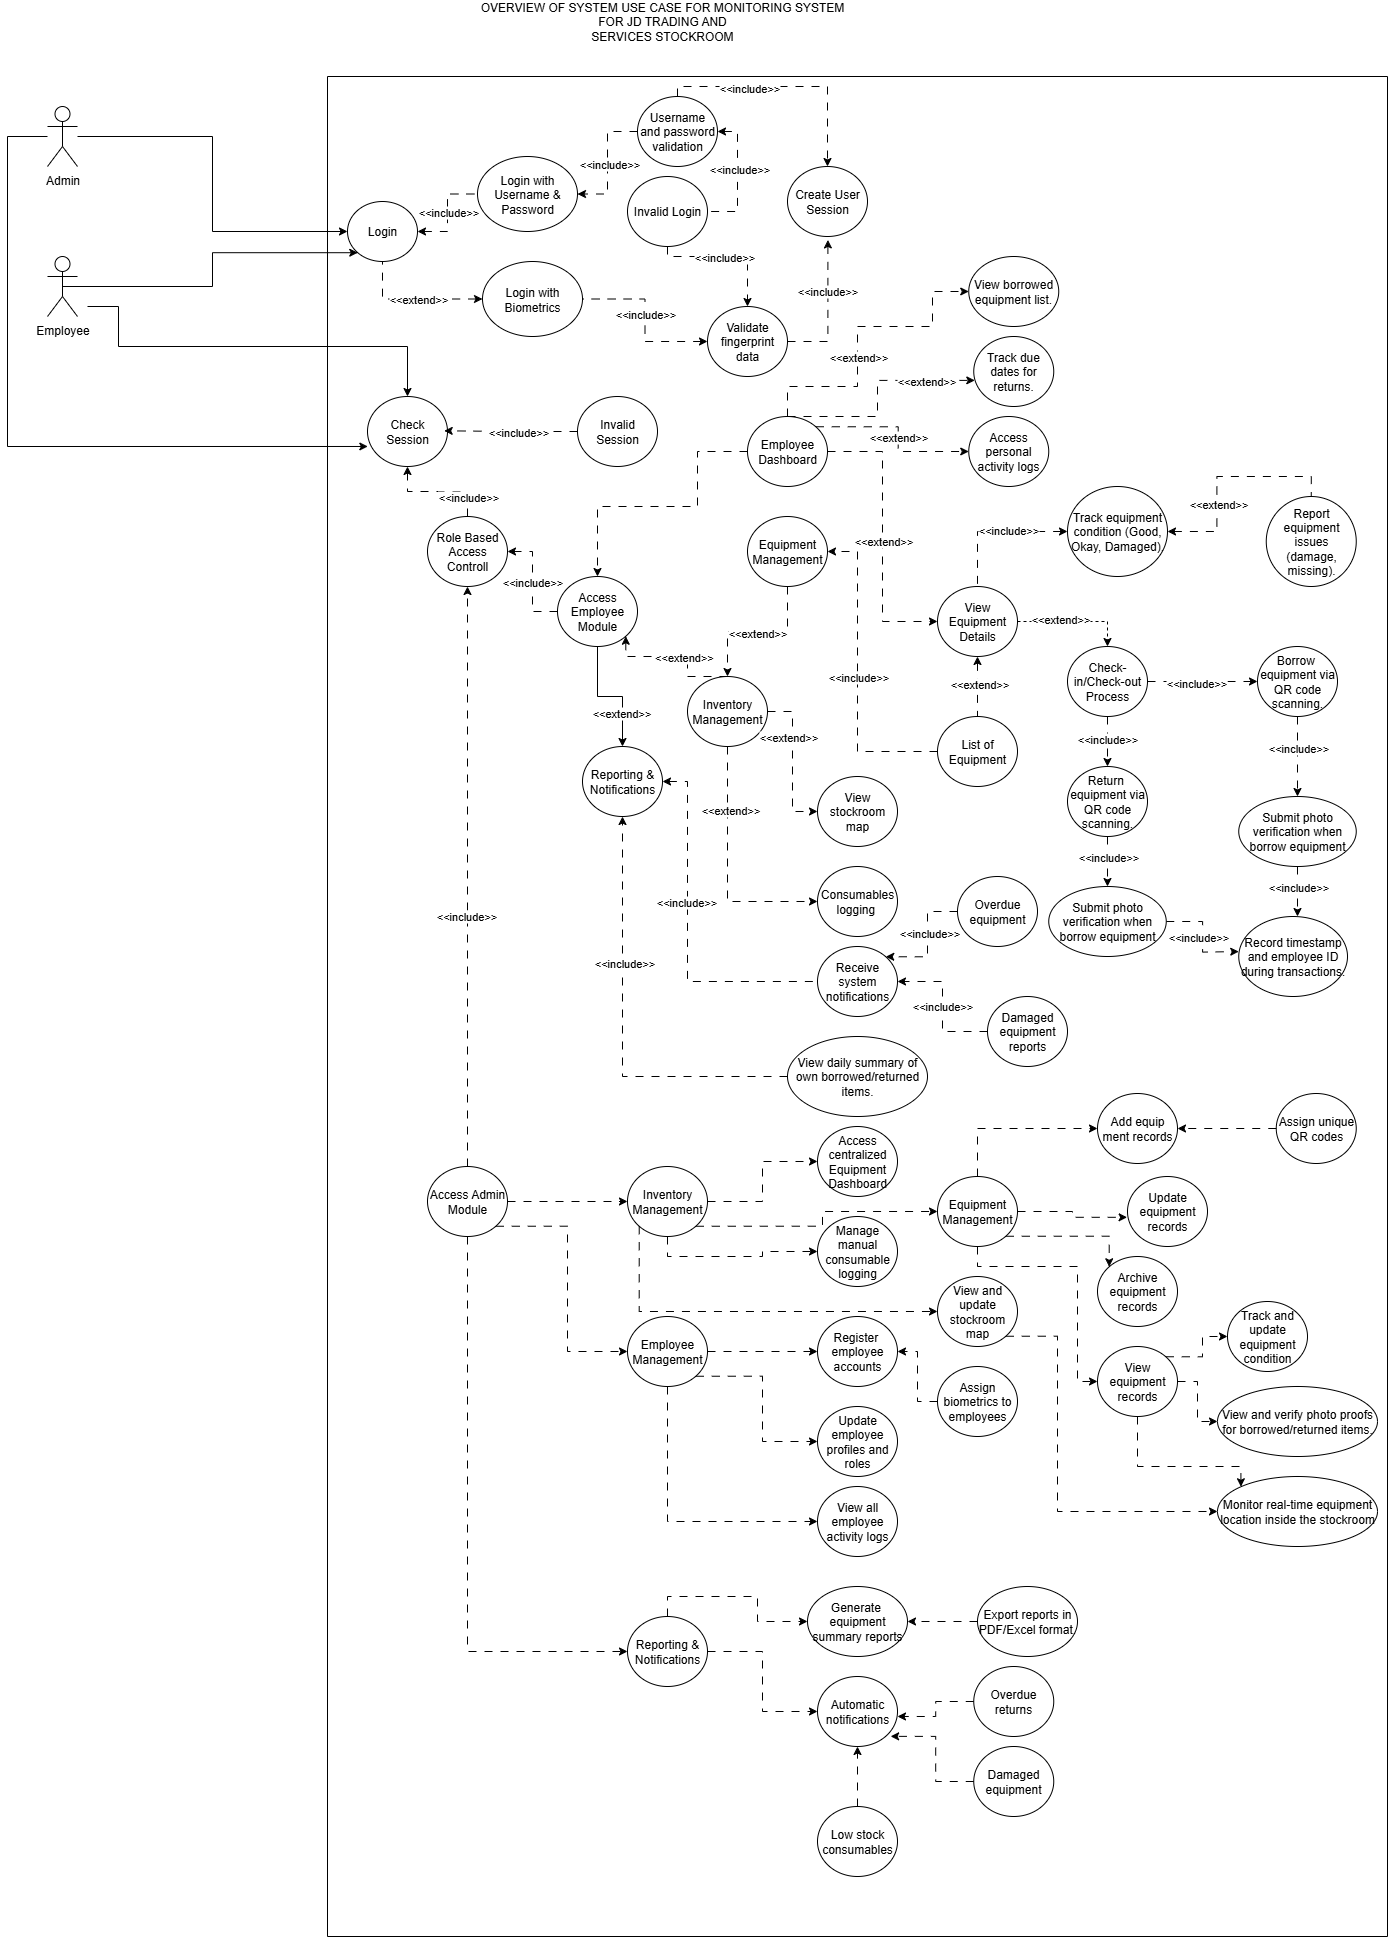 OVERVIEW OF SYSTEM USE CASE FOR MONITORING SYSTEM
FOR JD TRADING AND
SERVICES STOCKROOM
Admin
Employee
<<include>>
Username
and password
validation
<<include>>
<<include>>
Login with
Username &
Password
Invalid Login
Create User
Session
<<include>>
Login
<<include>>
<<extend>>
Login with
Biometrics
<<include>>
<<include>>
Validate
fingerprint
data
View borrowed
equipment list.
<<extend>>
Track due
dates for
returns.
<<extend>>
Check
Session
<<include>>
Invalid
Session
Employee
Dashboard
<<extend>>
Access
personal
activity logs
<<include>>
Role Based
Access
Controll
<<include>>
Access
Employee
Module
Equipment
Management
<<extend>>
<<include>>
Track equipment
condition (Good,
Okay, Damaged)
<<extend>>
Report
equipment
issues
(damage,
missing).
View
Equipment
Details
<<extend>>
<<extend>>
<<extend>>
Check-
in/Check-out
Process
<<include>>
Borrow
equipment via
QR code
scanning.
<<include>>
<<extend>>
<<extend>>
Inventory
Management
<<extend>>
List of
Equipment
<<include>>
<<include>>
Reporting &
Notifications
<<extend>>
View
stockroom
map
Return
equipment via
QR code
scanning.
Submit photo
verification when
borrow equipment
<<include>>
<<include>>
Consumables
logging
<<include>>
<<include>>
Overdue
equipment
<<include>>
Submit photo
verification when
borrow equipment
<<include>>
Record timestamp
and employee ID
during transactions.
<<include>>
Receive
system
notifications
<<include>>
Damaged
equipment
reports
View daily summary of
own borrowed/returned
items.
Access
centralized
Equipment
Dashboard
Add equip
ment records
Assign unique
QR codes
Access Admin
Module
Inventory
Management
Equipment
Management
Update
equipment
records
Manage
manual
consumable
logging
Archive
equipment
records
View and
update
stockroom
map
Track and
update
equipment
condition
Employee
Management
Register
employee
accounts
View
equipment
records
Assign
biometrics to
employees
View and verify photo proofs
for borrowed/returned items.
Update
employee
profiles and
roles
Monitor real-time equipment
location inside the stockroom
View all
employee
activity logs
Generate
equipment
summary reports
Export reports in
PDF/Excel format
Reporting &
Notifications
Automatic
notifications
Overdue
returns
Damaged
equipment
Low stock
consumables